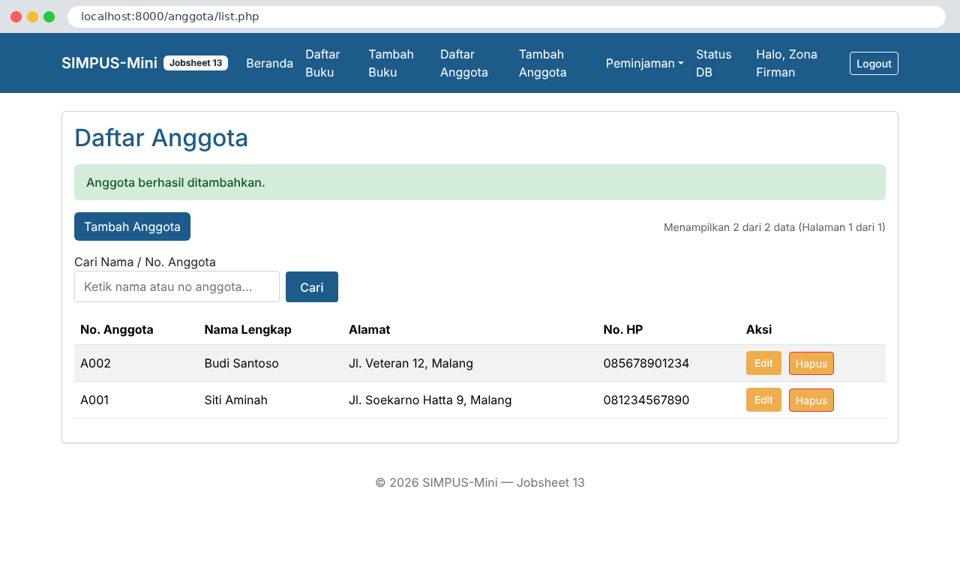 localhost:8000/anggota/list.php
SIMPUS-Mini Jobsheet 13 Beranda Daftar Buku Tambah Buku Daftar Anggota Tambah Anggota Peminjaman Status DB Halo, Zona Firman Logout
Daftar Anggota
Anggota berhasil ditambahkan.
Tambah Anggota Menampilkan 2 dari 2 data (Halaman 1 dari 1)
Cari Nama / No. Anggota
Ketik nama atau no anggota... Cari
No. Anggota Nama Lengkap Alamat No. HP Aksi
A002 Budi Santoso Jl. Veteran 12, Malang 085678901234 Edit Hapus
A001 Siti Aminah Jl. Soekarno Hatta 9, Malang 081234567890 Edit Hapus
© 2026 SIMPUS-Mini — Jobsheet 13